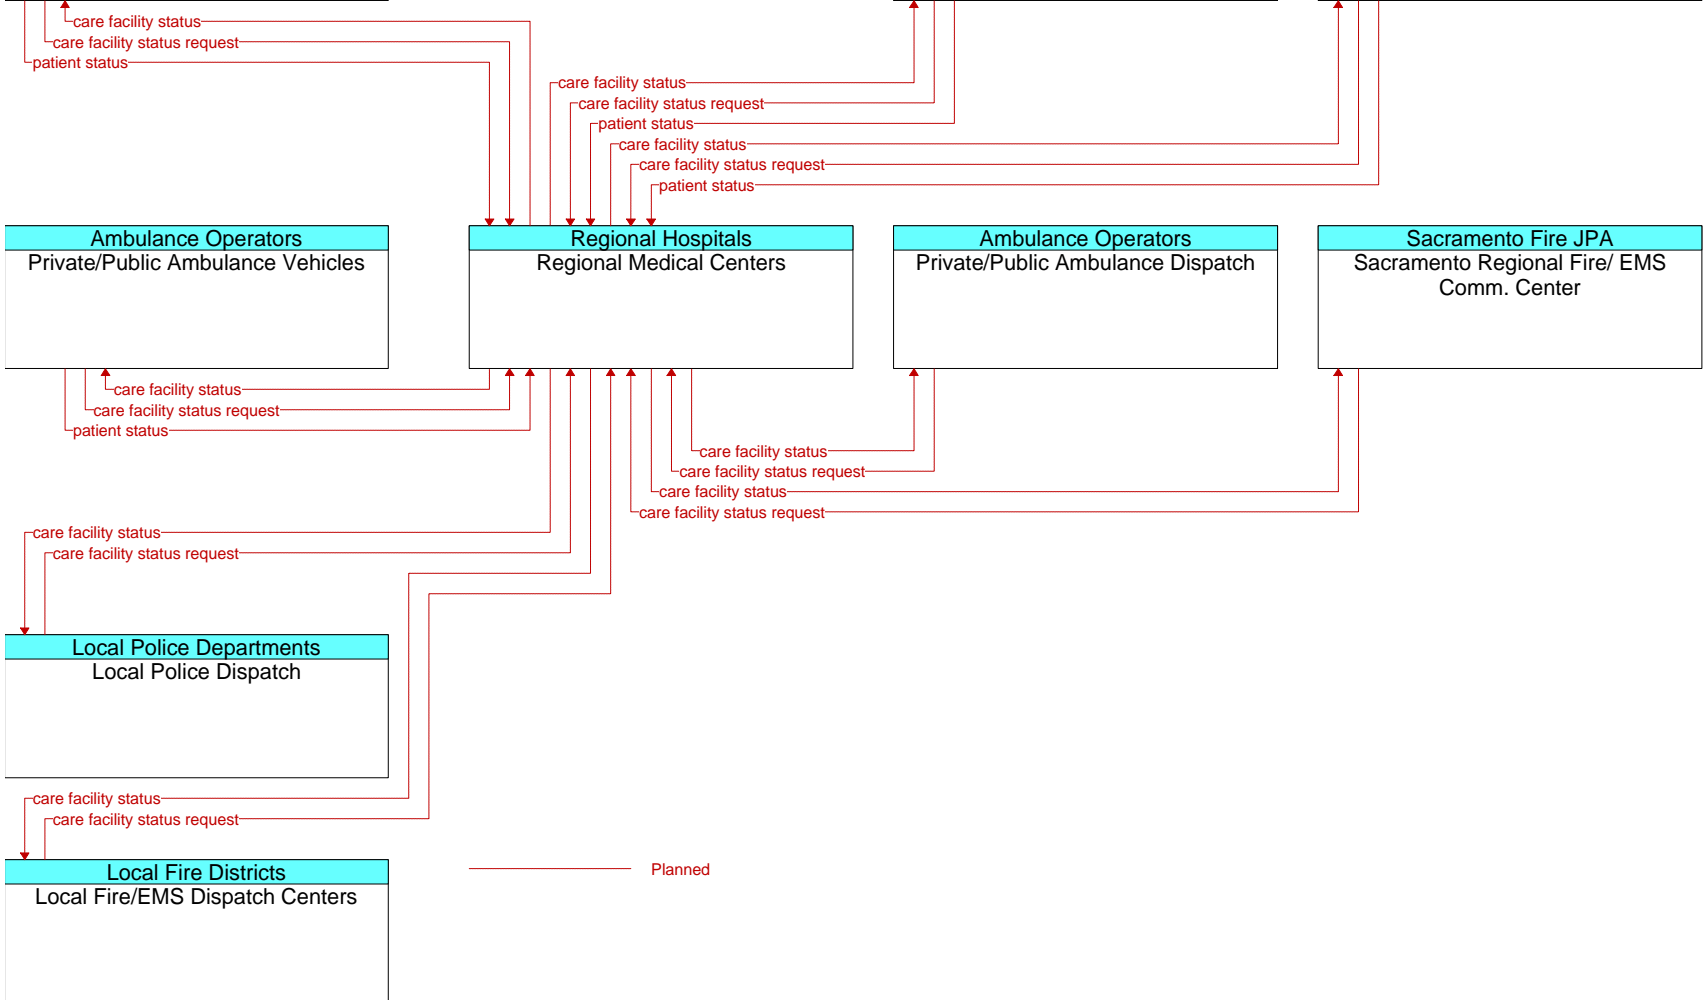 care facility status
care facility status request
patient status
care facility status
care facility status request
patient status
care facility status
care facility status request
patient status
Ambulance Operators
Private/Public Ambulance Vehicles
Regional Hospitals
Regional Medical Centers
Ambulance Operators
Private/Public Ambulance Dispatch
Sacramento Fire JPA
Sacramento Regional Fire/ EMS
Comm. Center
care facility status
care facility status request
patient status
care facility status
care facility status request
care facility status
care facility status request
care facility status
care facility status request
Local Police Departments
Local Police Dispatch
care facility status
care facility status request
Local Fire Districts
Local Fire/EMS Dispatch Centers
Planned